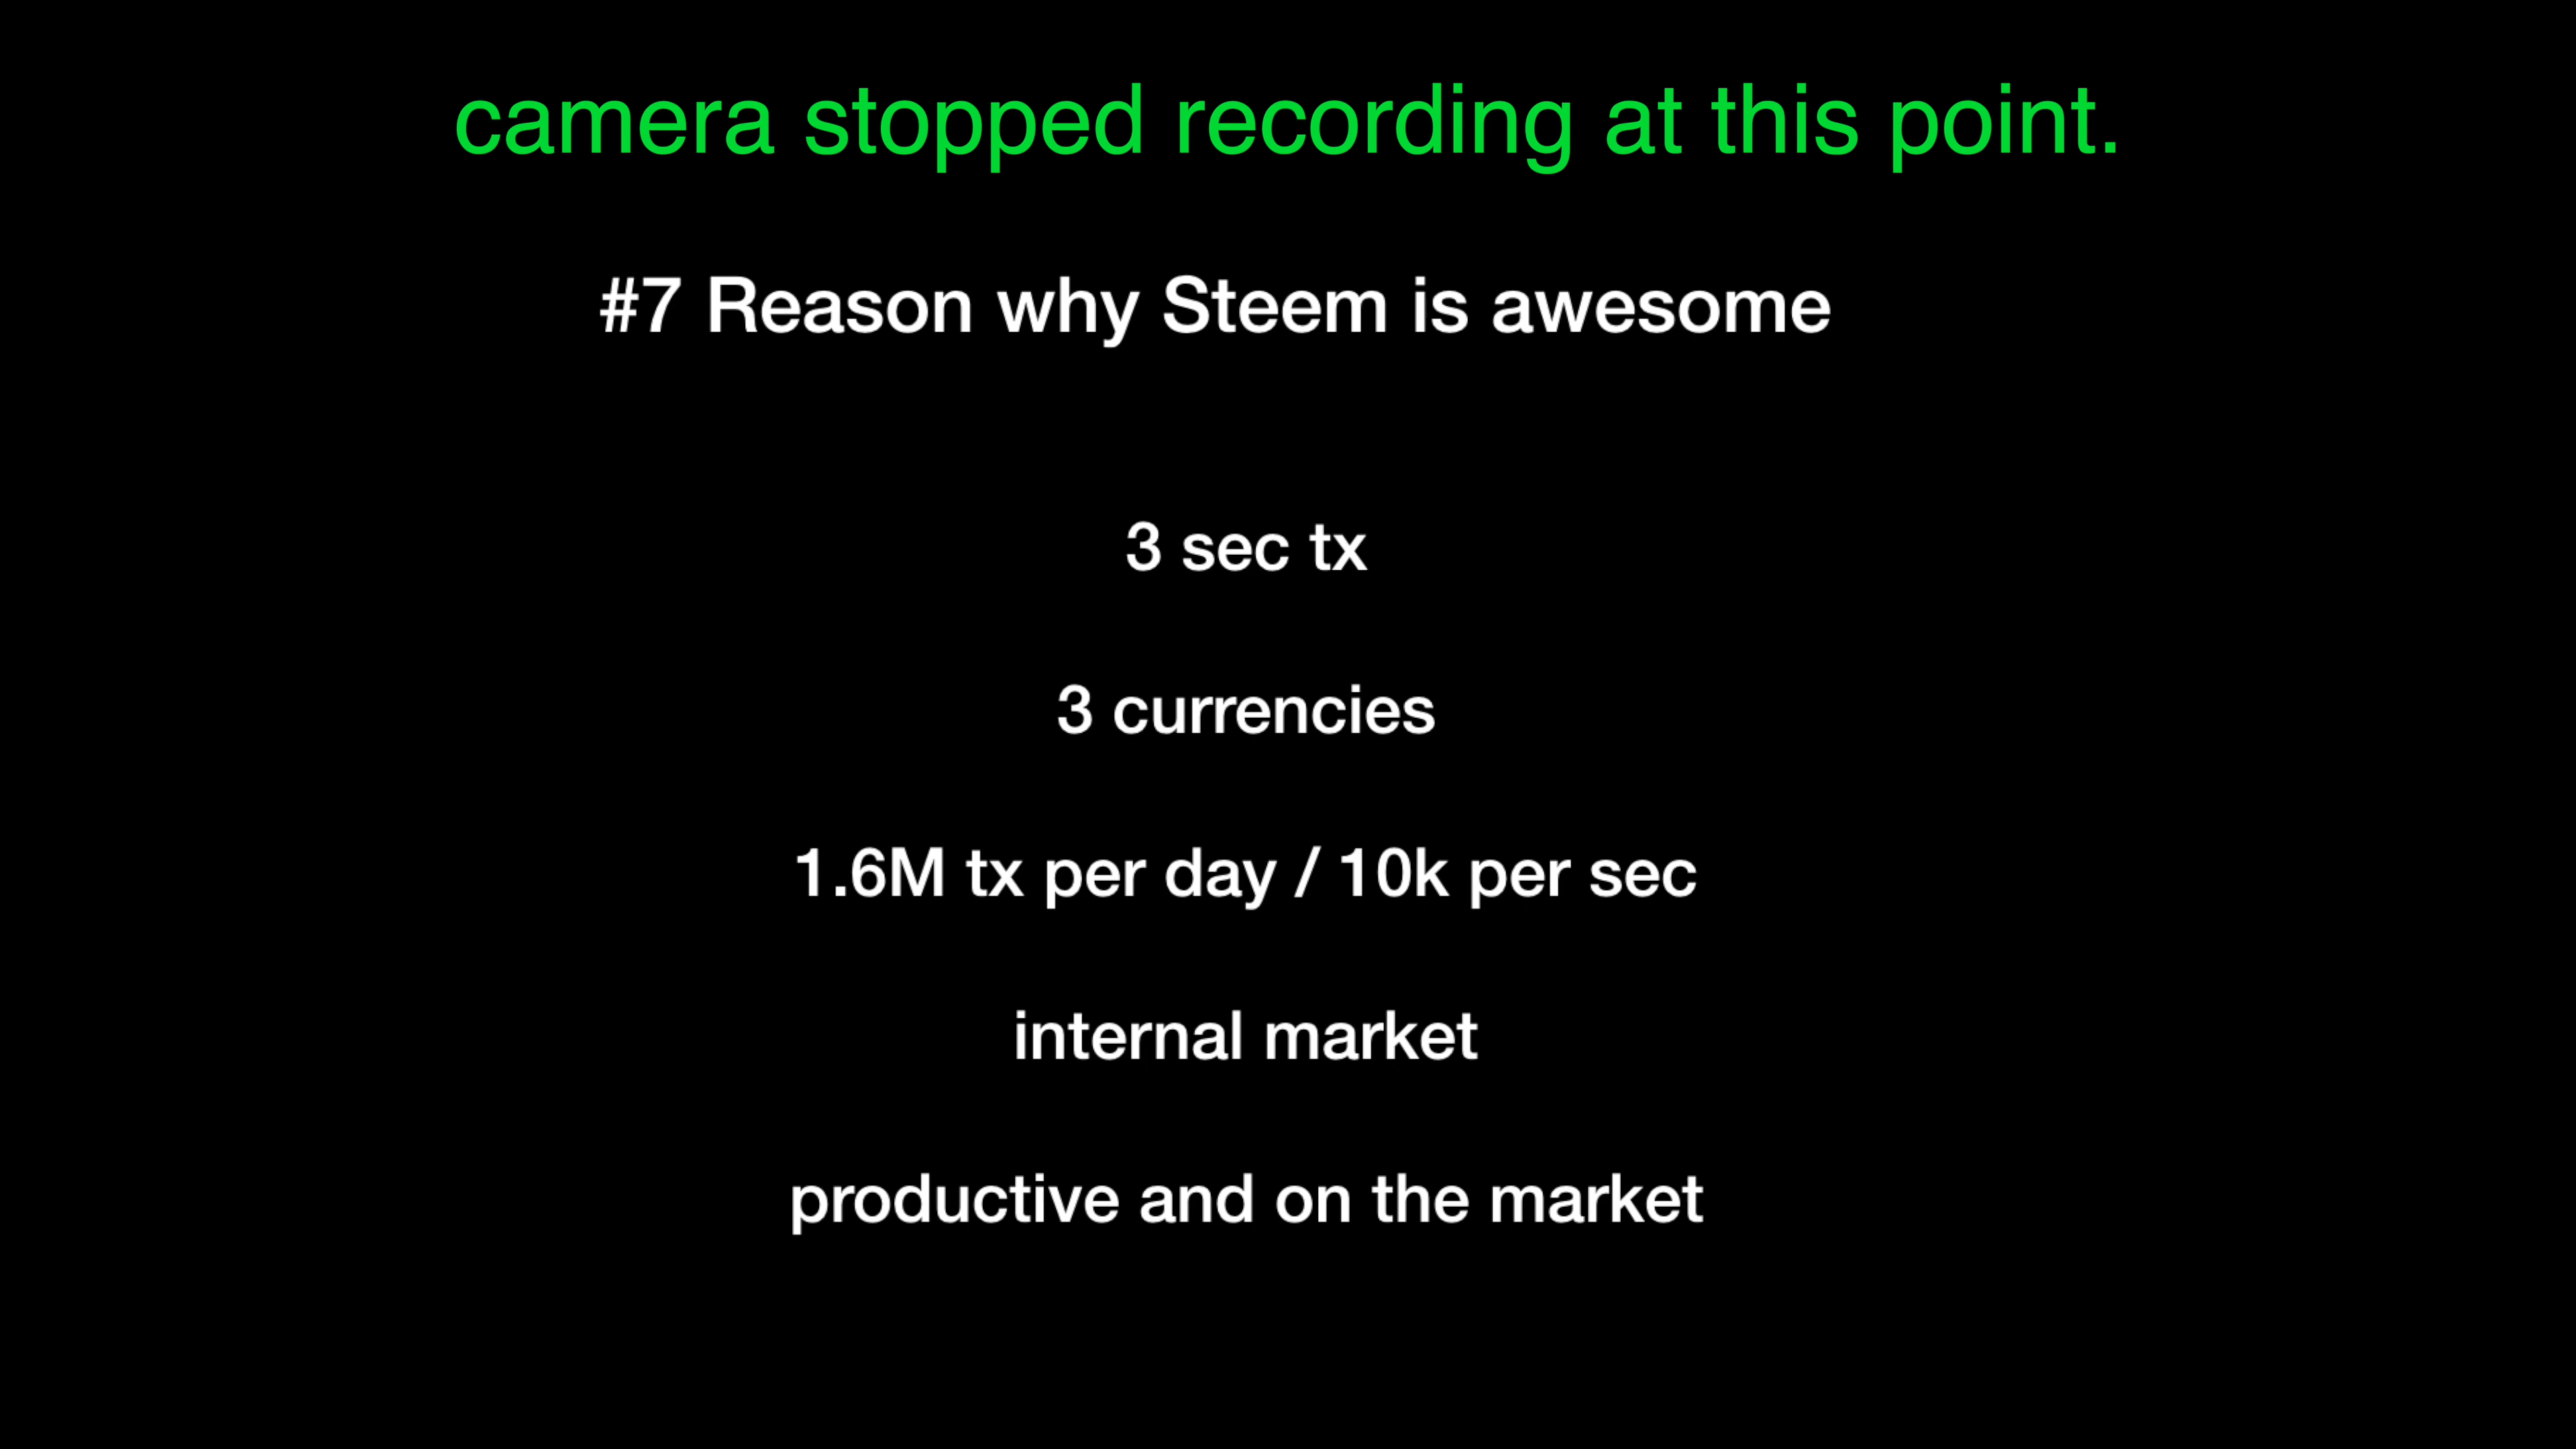 camera stopped recording at this point.
#7 Reason why Steem is awesome
3 sec tx
3 currencies
1.6M tx per day / 10k per sec
internal market
productive and on the market